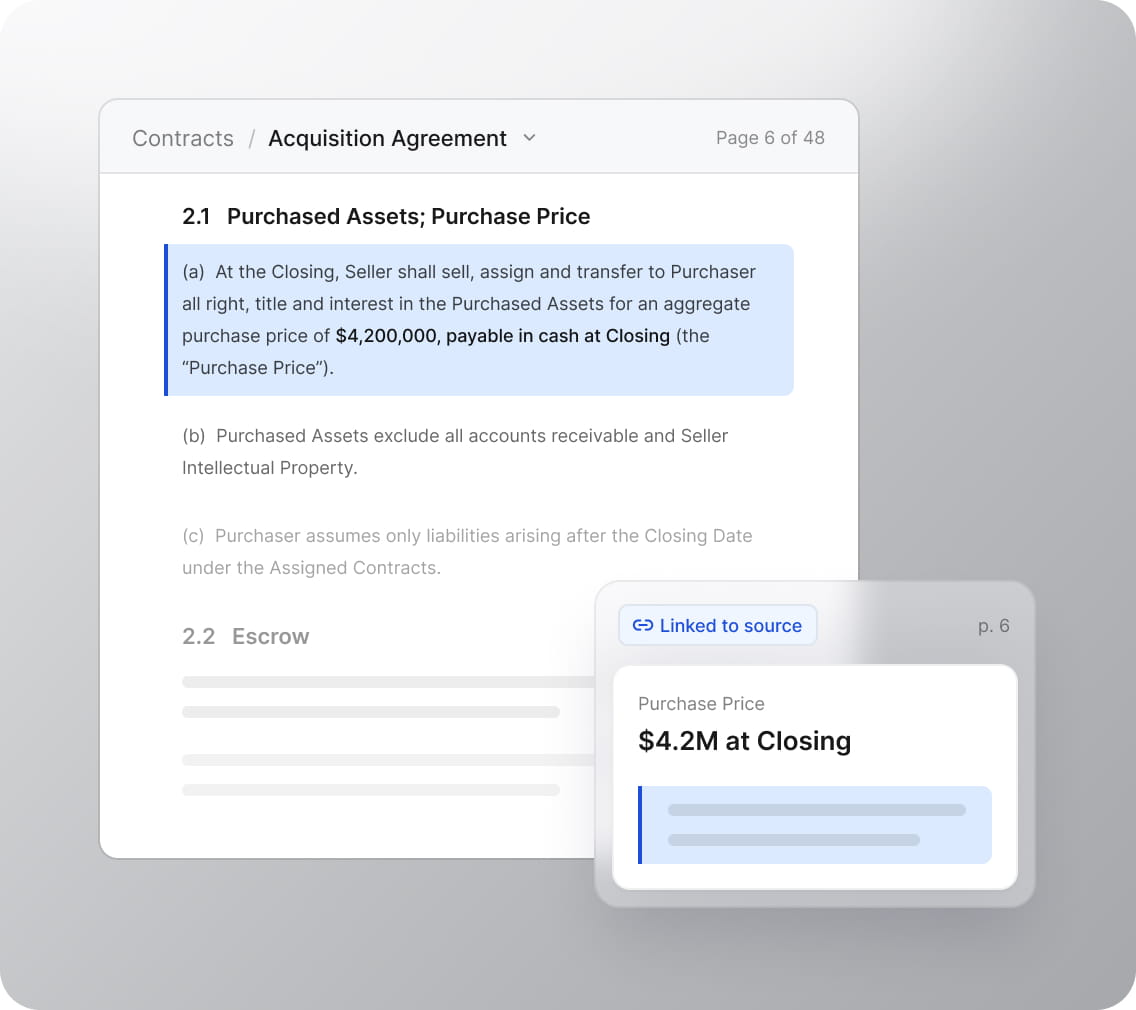 Contracts / Acquisition Agreement
Page 6 of 48
2.1 Purchased Assets; Purchase Price
(a) At the Closing, Seller shall sell, assign and transfer to Purchaser
all right, title and interest in the Purchased Assets for an aggregate
purchase price of $4,200,000, payable in cash at Closing (the
“Purchase Price”).
(b) Purchased Assets exclude all accounts receivable and Seller
Intellectual Property.
(c) Purchaser assumes only liabilities arising after the Closing Date
under the Assigned Contracts.
2.2 Escrow
Linked to source
p. 6
Purchase Price
$4.2M at Closing